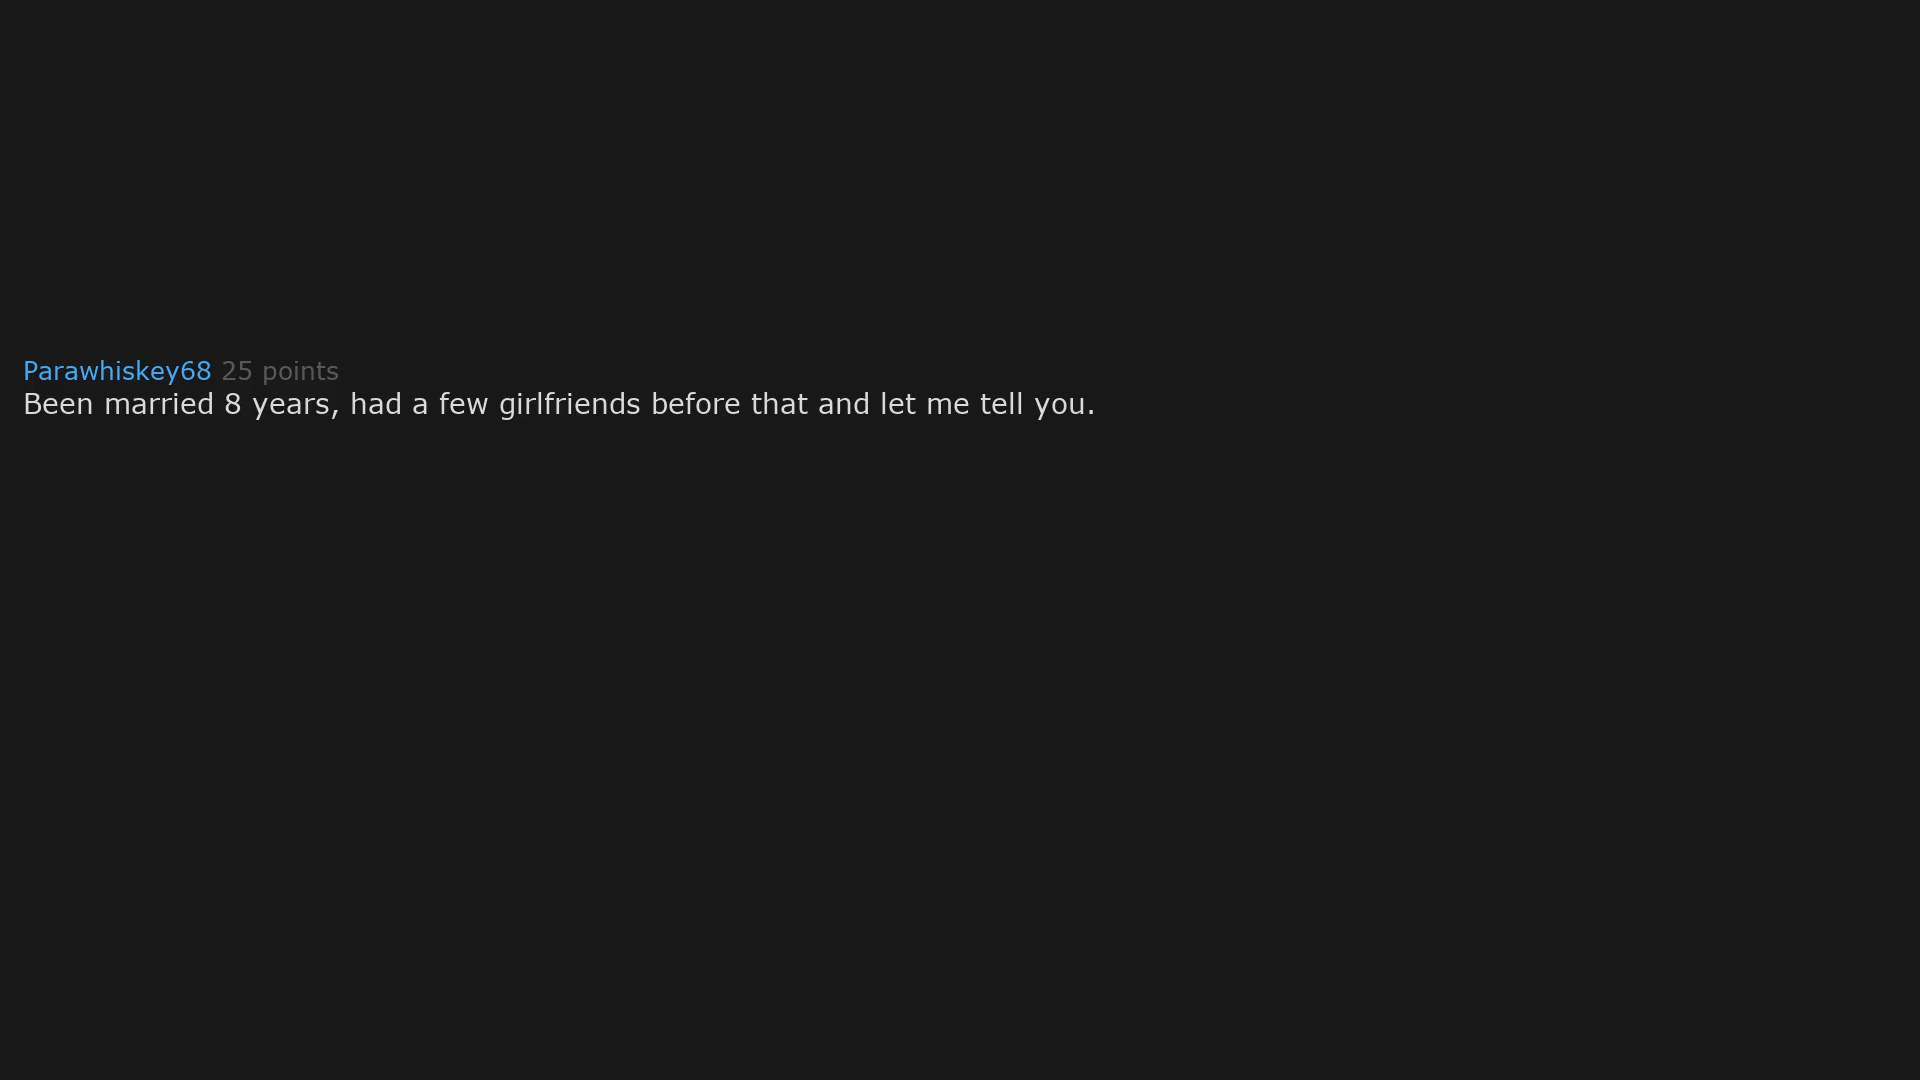 Parawhiskey68 25 points
Been married 8 years, had a few girlfriends before that and let me tell you.